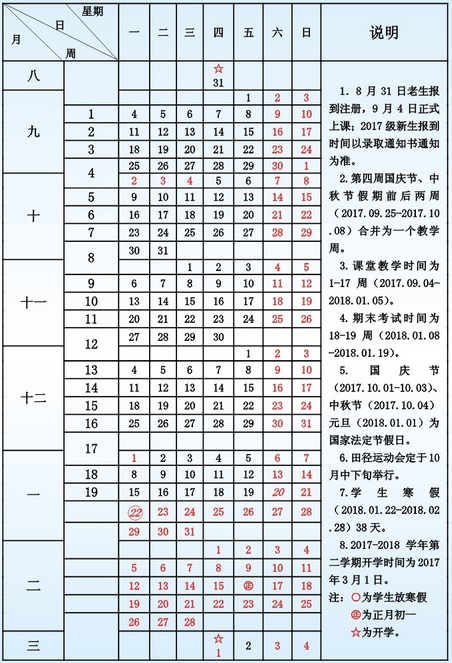 星期
日
月
周
一 二 三 四 五 六 日
八
☆
31
九
1 2 3
1 4 5 6 7 8 9 10
2 11 12 13 14 15 16 17
3 18 19 20 21 22 23 24
4 25 26 27 28 29 30 1
十
2 3 4 5 6 7 8
5 9 10 11 12 13 14 15
6 16 17 18 19 20 21 22
7 23 24 25 26 27 28 29
8 30 31
十一
1 2 3 4 5
9 6 7 8 9 10 11 12
10 13 14 15 16 17 18 19
11 20 21 22 23 24 25 26
12 27 28 29 30
十二
1 2 3
13 4 5 6 7 8 9 10
14 11 12 13 14 15 16 17
15 18 19 20 21 22 23 24
16 25 26 27 28 29 30 31
17
一
1 2 3 4 5 6 7
18 8 9 10 11 12 13 14
19 15 16 17 18 19 20 21
22 23 24 25 26 27 28
29 30 31
二
1 2 3 4
5 6 7 8 9 10 11
12 13 14 15 ㊣ 17 18
19 20 21 22 23 24 25
26 27 28
三
☆
1 2 3 4
说明
1. 8 月 31 日老生报
到注册，9 月 4 日正式
上课；2017 级新生报到
时间以录取通知书通知
为准。
2.第四周国庆节、中
秋节假期前后两周
（2017.09.25-2017.10
.08）合并为一个教学
周。
3.课堂教学时间为
1-17 周（2017.09.04-
2018.01.05）。
4.期末考试时间为
18-19 周（2018.01.08
-2018.01.19）。
5. 国 庆 节
（2017.10.01-10.03）、
中秋节（2017.10.04）
元旦（2018.01.01）为
国家法定节假日。
6.田径运动会定于10
月中下旬举行。
7. 学 生 寒 假
（2018.01.22-2018.02
.28）38 天。
8.2017-2018 学年第
二学期开学时间为 2017
年 3 月 1 日。
注：○为学生放寒假
㊣为正月初一
☆为开学。